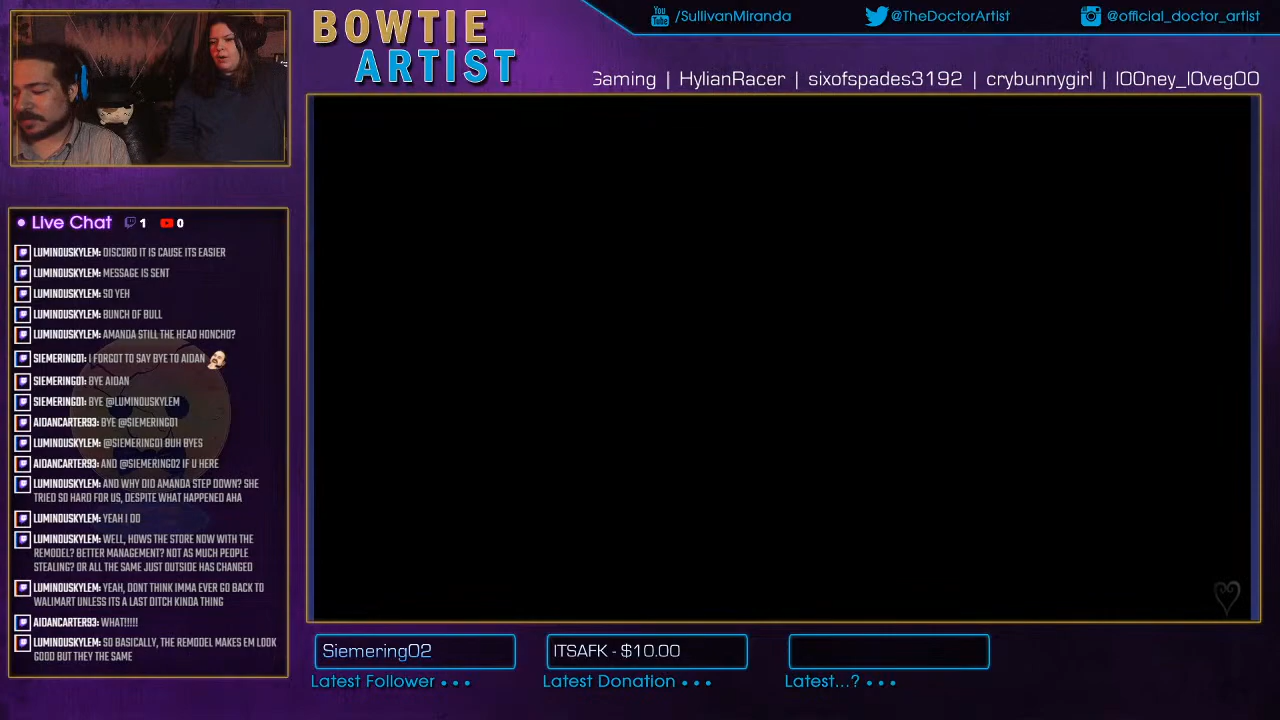 BOWTIE
ARTIST
You Tube /SullivanMiranda
@TheDoctorArtist
@official_doctor_artist
Gaming | HylianRacer | sixofspades3192 | crybunnygirl | l00ney_l0veg00
Live Chat 1 0
LUMINOUSKYLEM: DISCORD IT IS CAUSE ITS EASIER
LUMINOUSKYLEM: MESSAGE IS SENT
LUMINOUSKYLEM: SO YEH
LUMINOUSKYLEM: BUNCH OF BULL
LUMINOUSKYLEM: AMANDA STILL THE HEAD HONCHO?
SIEMERING01: I FORGOT TO SAY BYE TO AIDAN
SIEMERING01: BYE AIDAN
SIEMERING01: BYE @LUMINOUSKYLEM
AIDANCARTER93: BYE @SIEMERING01
LUMINOUSKYLEM: @SIEMERING01 BUH BYES
AIDANCARTER93: AND @SIEMERING02 IF U HERE
LUMINOUSKYLEM: AND WHY DID AMANDA STEP DOWN? SHE
TRIED SO HARD FOR US, DESPITE WHAT HAPPENED AHA
LUMINOUSKYLEM: YEAH I DO
LUMINOUSKYLEM: WELL, HOWS THE STORE NOW WITH THE
REMODEL? BETTER MANAGEMENT? NOT AS MUCH PEOPLE
STEALING? OR ALL THE SAME JUST OUTSIDE HAS CHANGED
LUMINOUSKYLEM: YEAH, DONT THINK IMMA EVER GO BACK TO
WALIMART UNLESS ITS A LAST DITCH KINDA THING
AIDANCARTER93: WHAT!!!!!
LUMINOUSKYLEM: SO BASICALLY, THE REMODEL MAKES EM LOOK
GOOD BUT THEY THE SAME
Siemering02
Latest Follower • • •
ITSAFK - $10.00
Latest Donation • • •
Latest...? • • •